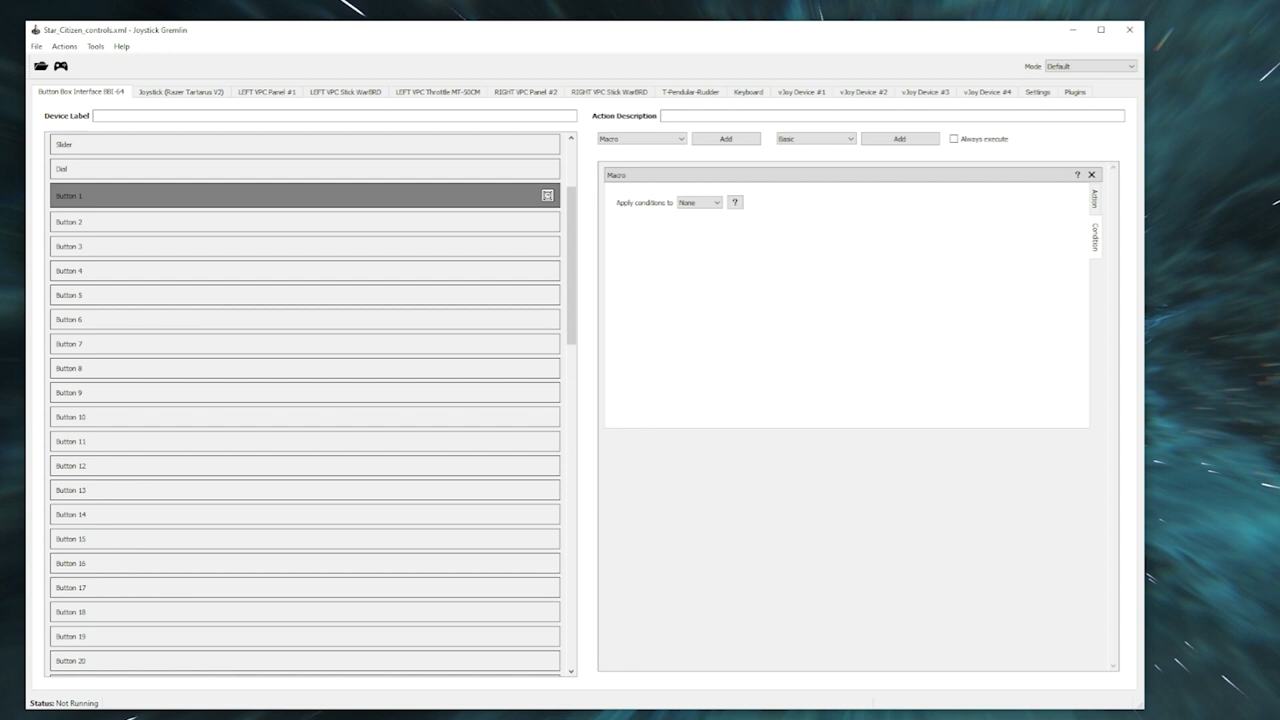 Star_Citizen_controls.xml - Joystick Gremlin
File Actions Tools Help
Mode Default
Button Box Interface BBI-64 Joystick (Razer Tartarus V2) LEFT VPC Panel #1 LEFT VPC Stick WarBRD LEFT VPC Throttle MT-50CM RIGHT VPC Panel #2 RIGHT VPC Stick WarBRD T-Pendular-Rudder Keyboard vJoy Device #1 vJoy Device #2 vJoy Device #3 vJoy Device #4 Settings Plugins
Device Label Action Description
Macro Add Basic Add Always execute
Slider
Dial
Button 1
Button 2
Button 3
Button 4
Button 5
Button 6
Button 7
Button 8
Button 9
Button 10
Button 11
Button 12
Button 13
Button 14
Button 15
Button 16
Button 17
Button 18
Button 19
Button 20
Macro ?
Apply conditions to None ?
Action
Condition
Status: Not Running